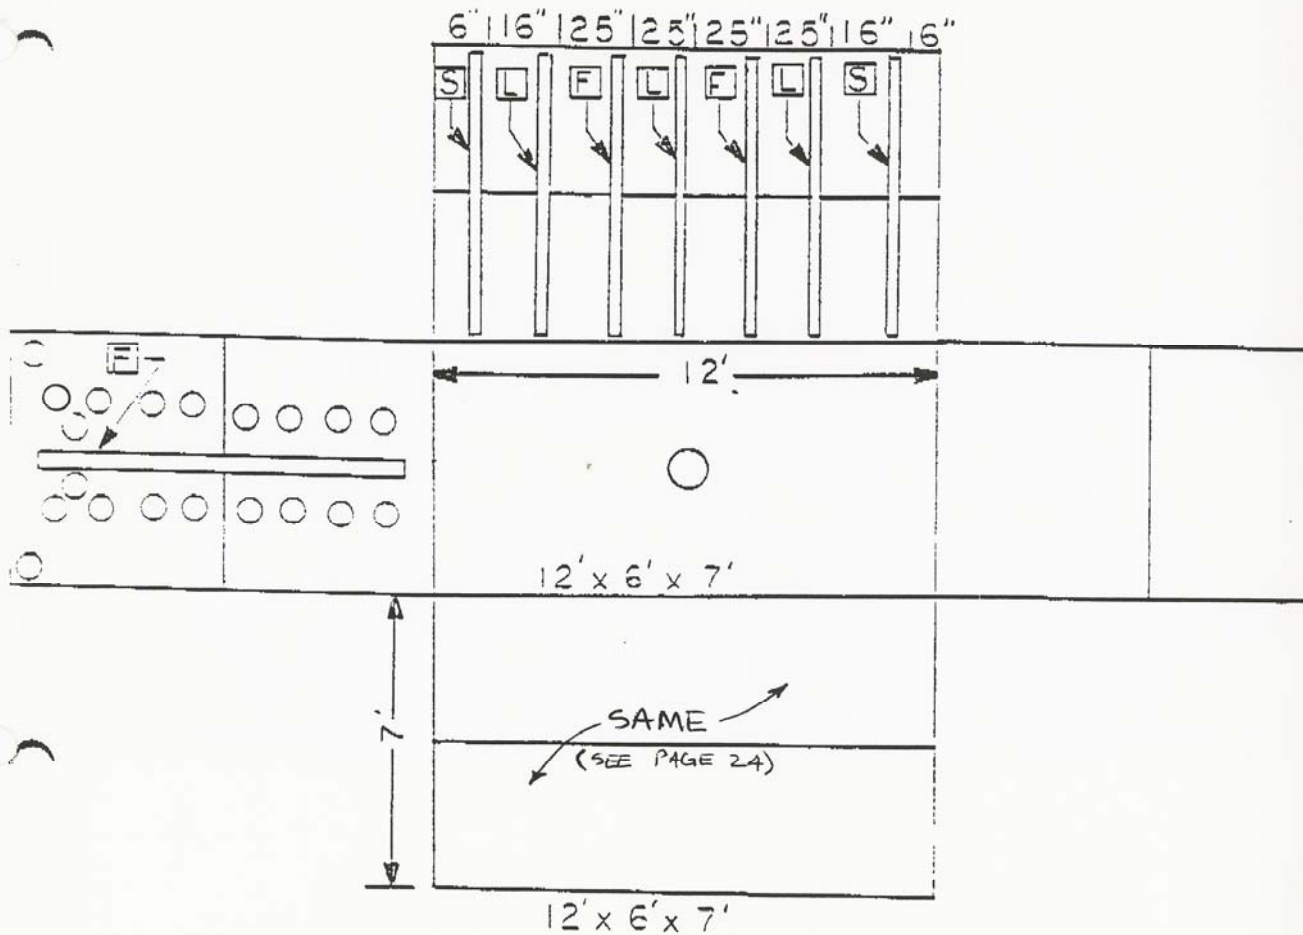 6" 16" 25" 25" 25" 25" 16" 6"
S L F L F L S
F
12'
12' x 6' x 7'
7'
SAME
(SEE PAGE 24)
12' x 6' x 7'